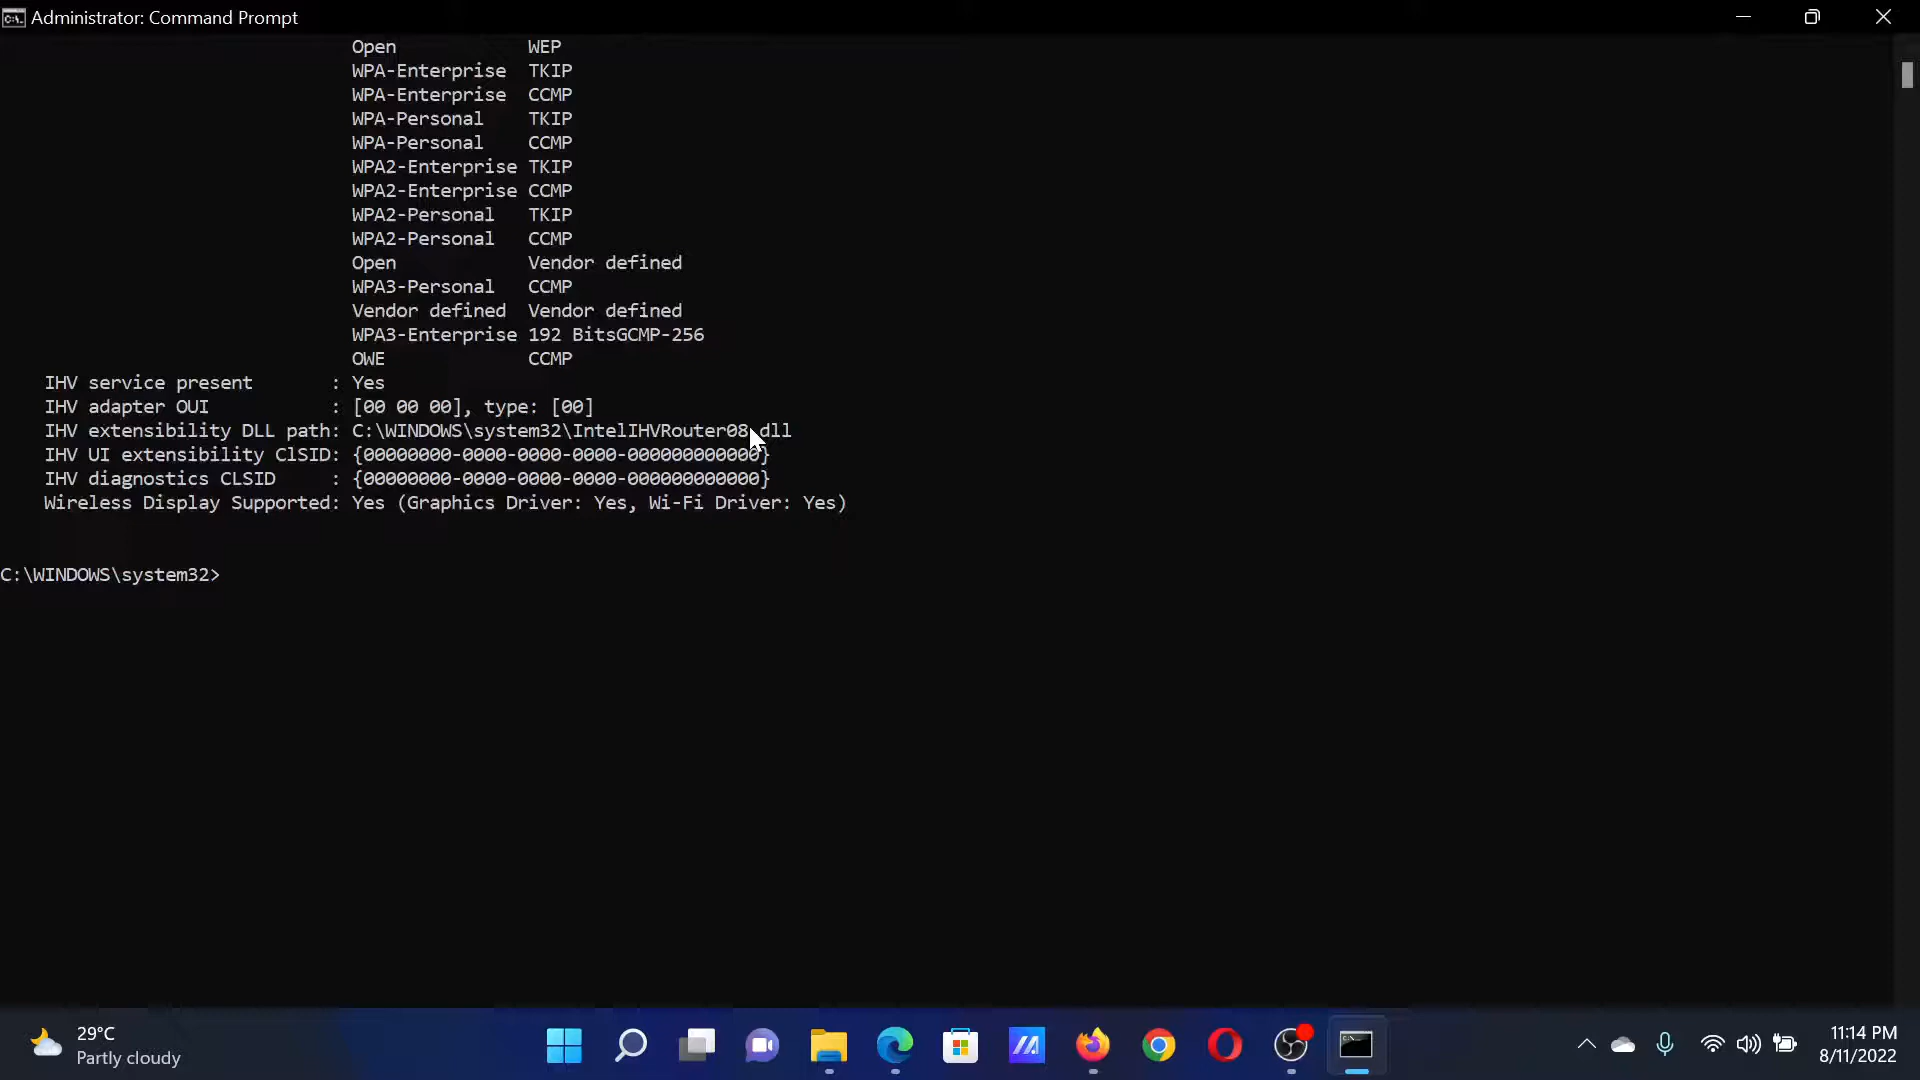 Administrator: Command Prompt
Open WEP
WPA-Enterprise TKIP
WPA-Enterprise CCMP
WPA-Personal TKIP
WPA-Personal CCMP
WPA2-Enterprise TKIP
WPA2-Enterprise CCMP
WPA2-Personal TKIP
WPA2-Personal CCMP
Open Vendor defined
WPA3-Personal CCMP
Vendor defined Vendor defined
WPA3-Enterprise 192 BitsGCMP-256
OWE CCMP
IHV service present : Yes
IHV adapter OUI : [00 00 00], type: [00]
IHV extensibility DLL path: C:\WINDOWS\system32\IntelIHVRouter08.dll
IHV UI extensibility ClSID: {00000000-0000-0000-0000-000000000000}
IHV diagnostics CLSID : {00000000-0000-0000-0000-000000000000}
Wireless Display Supported: Yes (Graphics Driver: Yes, Wi-Fi Driver: Yes)
C:\WINDOWS\system32>
29°C
Partly cloudy
11:14 PM
8/11/2022